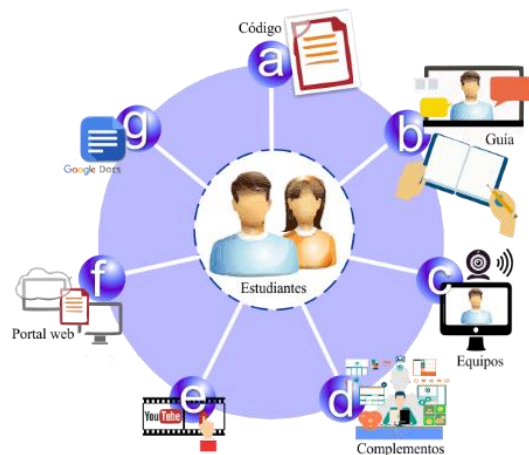 Código
a
b
Guía
g
Google Docs
Estudiantes
c
Equipos
f
Portal web
e
YouTube
d
Complementos